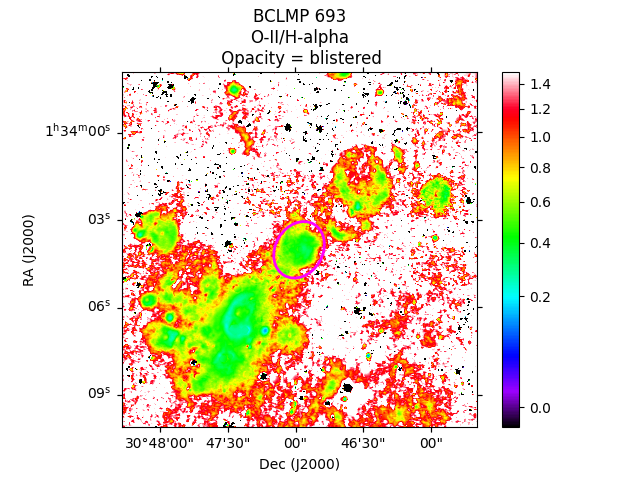 BCLMP 693
O-II/H-alpha
Opacity = blistered
1h34m00s
03s
06s
09s
RA (J2000)
30°48'00" 47'30" 00" 46'30" 00"
Dec (J2000)
1.4
1.2
1.0
0.8
0.6
0.4
0.2
0.0